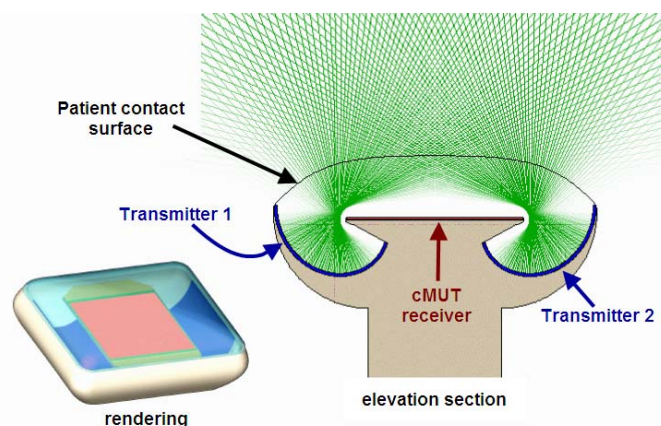 Patient contact
surface
Transmitter 1
cMUT
receiver
Transmitter 2
elevation section
rendering